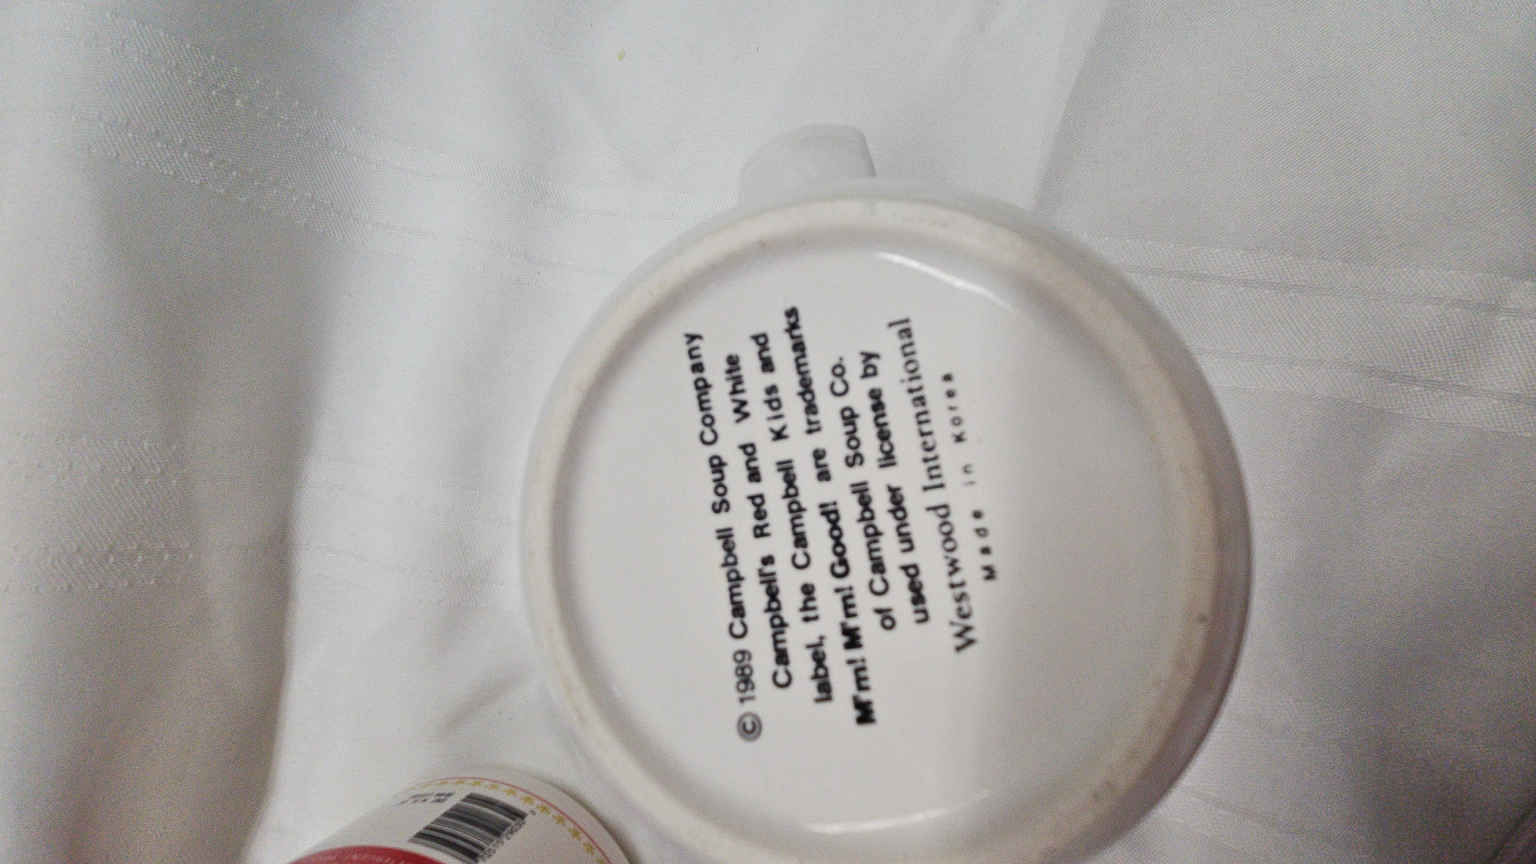 © 1989 Campbell Soup Company
Campbell's Red and White
label, the Campbell Kids and
M'm! M'm! Good! are trademarks
of Campbell Soup Co.
used under license by
Westwood International
Made in Korea